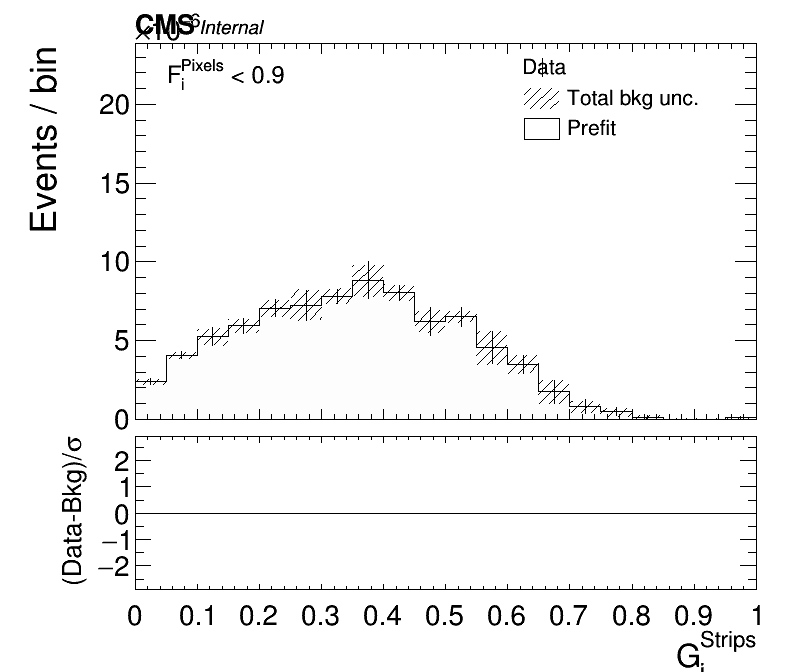 CMS Internal
×10⁻⁶
F_i^Pixels < 0.9
Data
Total bkg unc.
Prefit
Events / bin
20
15
10
5
0
(Data-Bkg)/σ
2
1
0
−1
−2
0 0.1 0.2 0.3 0.4 0.5 0.6 0.7 0.8 0.9 1
G_i^Strips